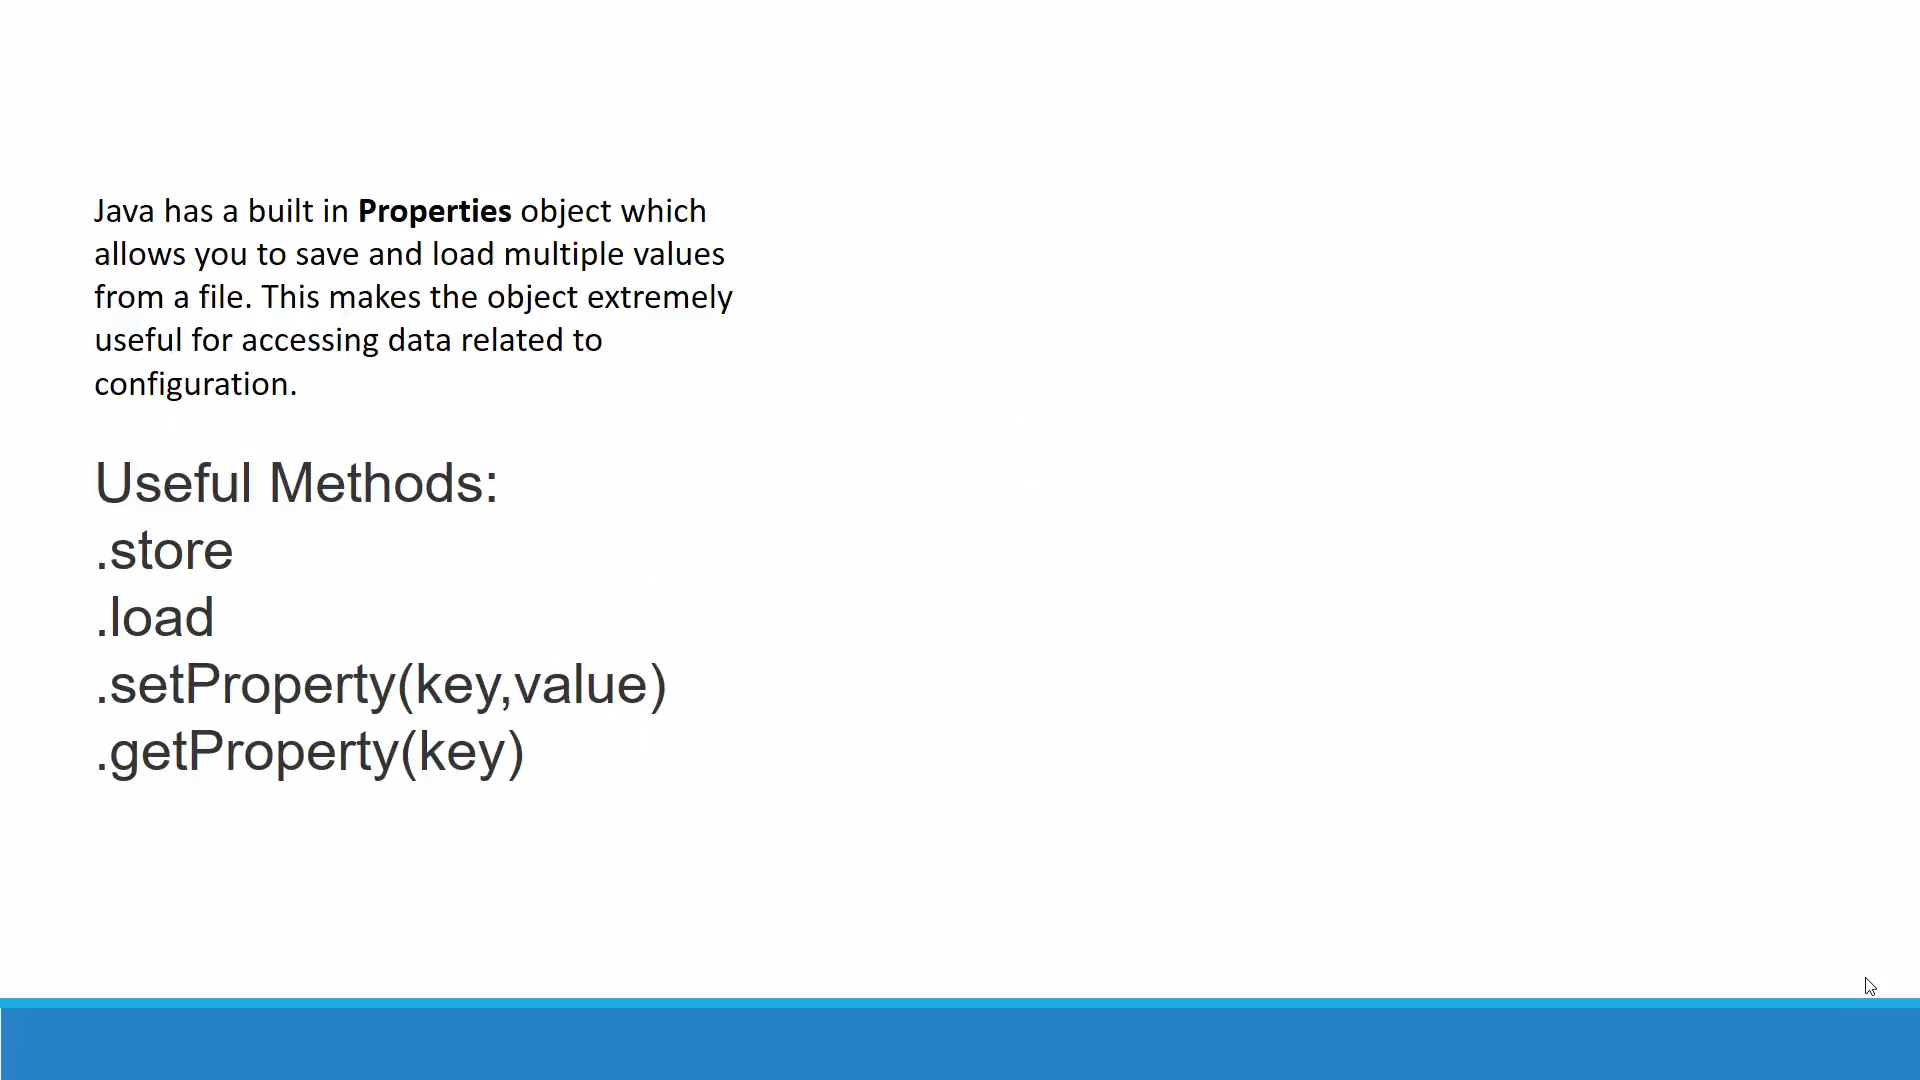 Java has a built in Properties object which
allows you to save and load multiple values
from a file. This makes the object extremely
useful for accessing data related to
configuration.
Useful Methods:
.store
.load
.setProperty(key,value)
.getProperty(key)